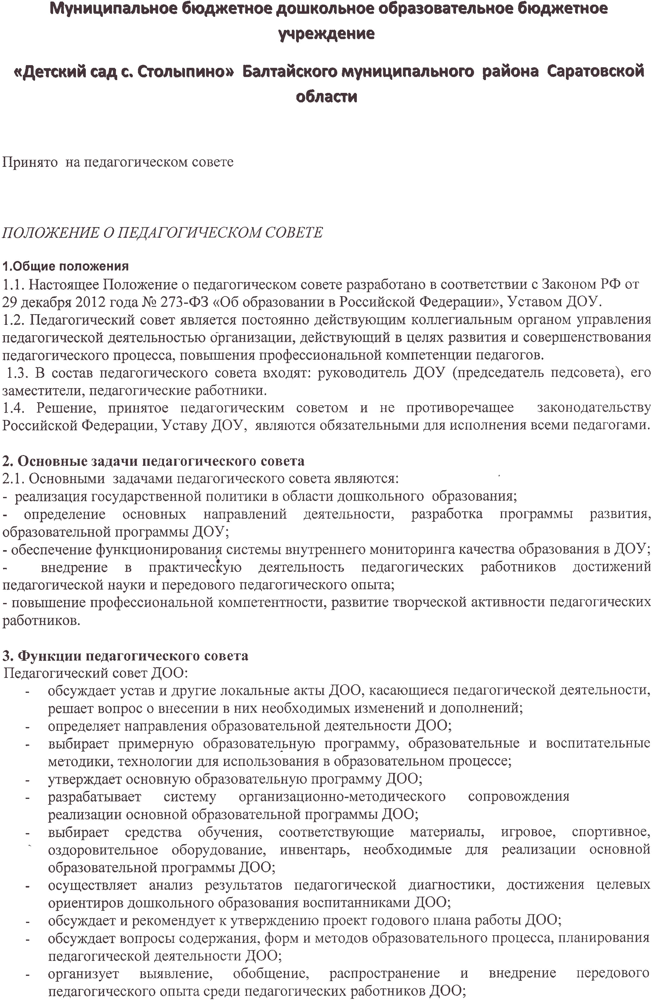 Муниципальное бюджетное дошкольное образовательное бюджетное
учреждение
«Детский сад с. Столыпино» Балтайского муниципального района Саратовской
области
Принято на педагогическом совете
ПОЛОЖЕНИЕ О ПЕДАГОГИЧЕСКОМ СОВЕТЕ
1.Общие положения
1.1. Настоящее Положение о педагогическом совете разработано в соответствии с Законом РФ от
29 декабря 2012 года № 273-ФЗ «Об образовании в Российской Федерации», Уставом ДОУ.
1.2. Педагогический совет является постоянно действующим коллегиальным органом управления
педагогической деятельностью организации, действующий в целях развития и совершенствования
педагогического процесса, повышения профессиональной компетенции педагогов.
1.3. В состав педагогического совета входят: руководитель ДОУ (председатель педсовета), его
заместители, педагогические работники.
1.4. Решение, принятое педагогическим советом и не противоречащее законодательству
Российской Федерации, Уставу ДОУ, являются обязательными для исполнения всеми педагогами.
2. Основные задачи педагогического совета
2.1. Основными задачами педагогического совета являются:
- реализация государственной политики в области дошкольного образования;
- определение основных направлений деятельности, разработка программы развития,
образовательной программы ДОУ;
- обеспечение функционирования системы внутреннего мониторинга качества образования в ДОУ;
- внедрение в практическую деятельность педагогических работников достижений
педагогической науки и передового педагогического опыта;
- повышение профессиональной компетентности, развитие творческой активности педагогических
работников.
3. Функции педагогического совета
Педагогический совет ДОО:
- обсуждает устав и другие локальные акты ДОО, касающиеся педагогической деятельности,
решает вопрос о внесении в них необходимых изменений и дополнений;
- определяет направления образовательной деятельности ДОО;
- выбирает примерную образовательную программу, образовательные и воспитательные
методики, технологии для использования в образовательном процессе;
- утверждает основную образовательную программу ДОО;
- разрабатывает систему организационно-методического сопровождения
реализации основной образовательной программы ДОО;
- выбирает средства обучения, соответствующие материалы, игровое, спортивное,
оздоровительное оборудование, инвентарь, необходимые для реализации основной
образовательной программы ДОО;
- осуществляет анализ результатов педагогической диагностики, достижения целевых
ориентиров дошкольного образования воспитанниками ДОО;
- обсуждает и рекомендует к утверждению проект годового плана работы ДОО;
- обсуждает вопросы содержания, форм и методов образовательного процесса, планирования
педагогической деятельности ДОО;
- организует выявление, обобщение, распространение и внедрение передового
педагогического опыта среди педагогических работников ДОО;